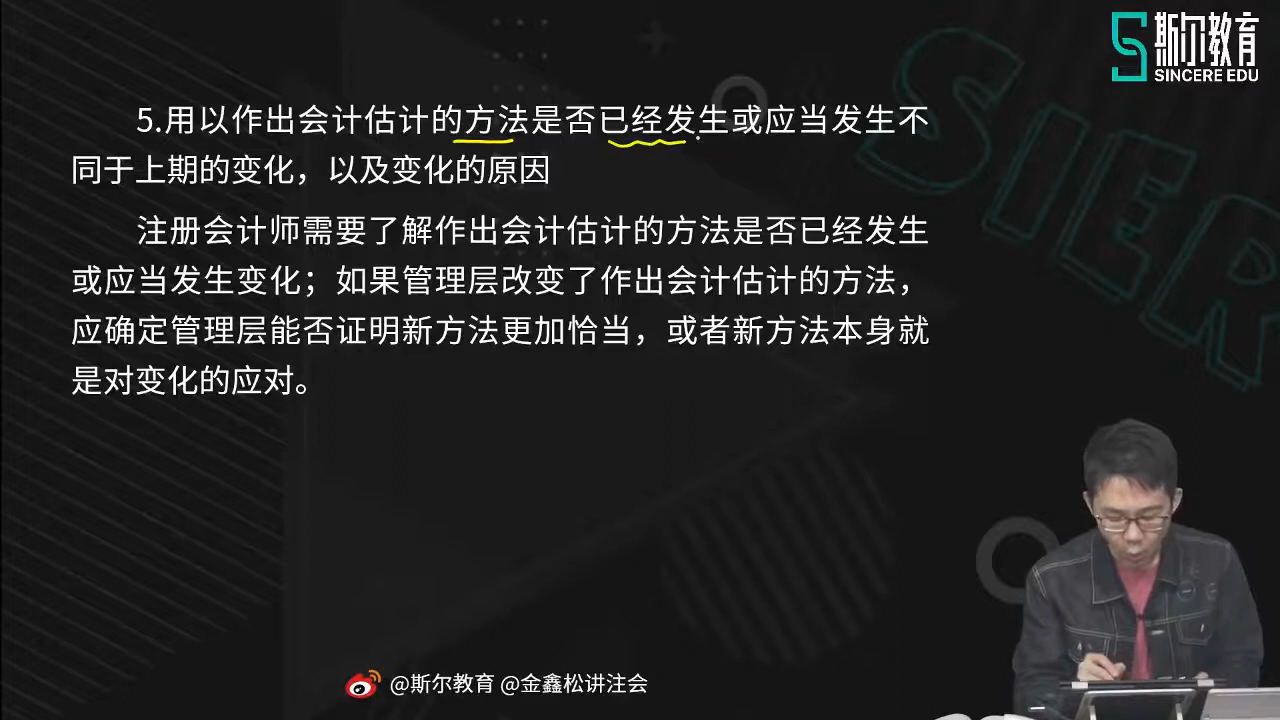 斯尔教育
SINCERE EDU
SIER
5.用以作出会计估计的方法是否已经发生或应当发生不
同于上期的变化，以及变化的原因
注册会计师需要了解作出会计估计的方法是否已经发生
或应当发生变化；如果管理层改变了作出会计估计的方法，
应确定管理层能否证明新方法更加恰当，或者新方法本身就
是对变化的应对。
@斯尔教育 @金鑫松讲注会